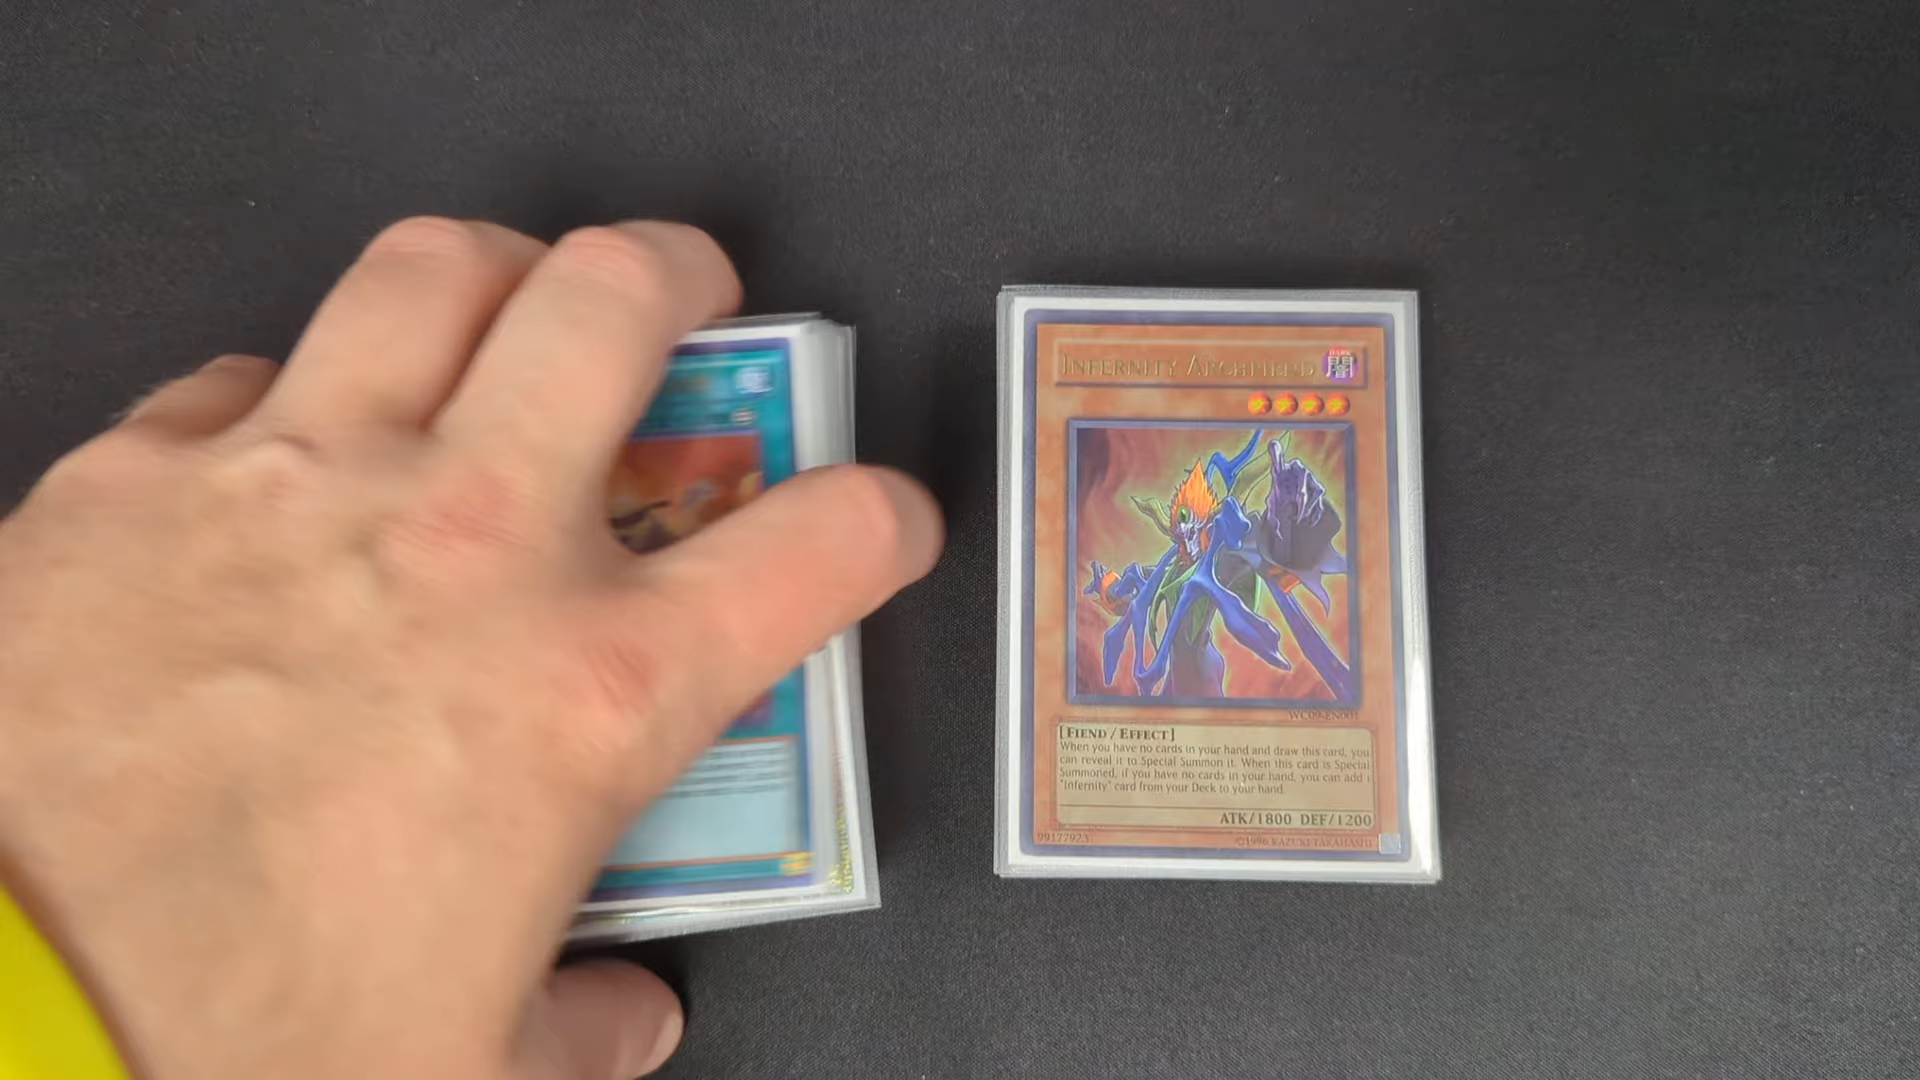 INFERNITY ARCHFIEND
DARK
闇
WC09-EN001
[FIEND / EFFECT]
When you have no cards in your hand and draw this card, you
can reveal it to Special Summon it. When this card is Special
Summoned, if you have no cards in your hand, you can add 1
"Infernity" card from your Deck to your hand.
ATK/1800 DEF/1200
99177923
©1996 KAZUKI TAKAHASHI